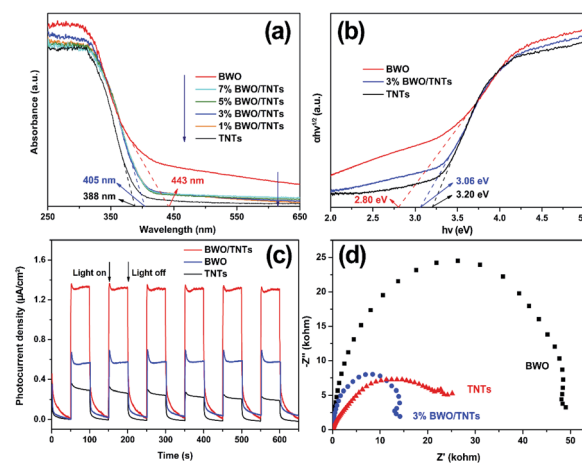 (a)
BWO
7% BWO/TNTs
5% BWO/TNTs
3% BWO/TNTs
1% BWO/TNTs
TNTs
405 nm
443 nm
388 nm
Absorbance (a.u.)
250 350 450 550 650
Wavelength (nm)
(b)
BWO
3% BWO/TNTs
TNTs
3.06 eV
2.80 eV
3.20 eV
αhν^1/2 (a.u.)
2.0 2.5 3.0 3.5 4.0 4.5
hν (eV)
(c)
BWO/TNTs
BWO
TNTs
Light on
Light off
Photocurrent density (μA/cm²)
1.6
1.2
0.8
0.4
0.0
0 100 200 300 400 500 600
Time (s)
(d)
BWO
TNTs
3% BWO/TNTs
-Z'' (kohm)
25
20
15
10
5
0
0 10 20 30 40 50
Z' (kohm)